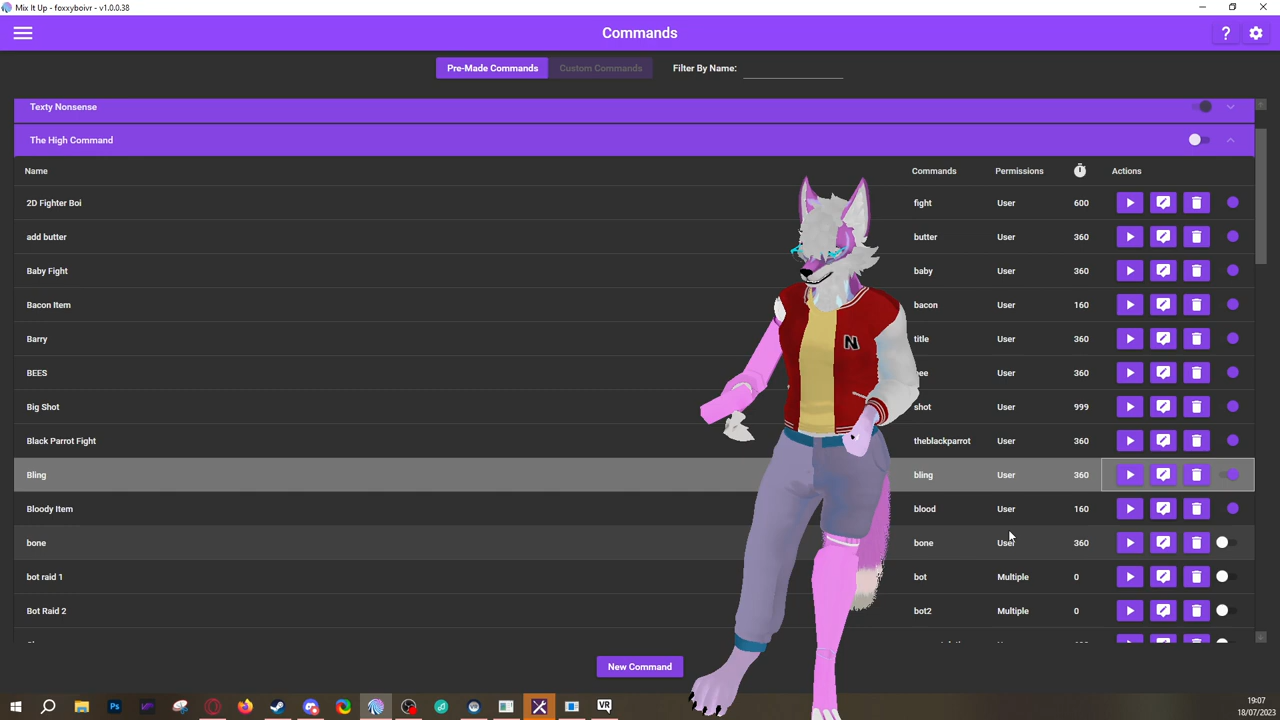 Mix It Up - foxxyboivr - v1.0.0.38
Commands
?
Pre-Made Commands Custom Commands Filter By Name:
Texty Nonsense
The High Command
Name Commands Permissions Actions
2D Fighter Boi fight User 600
add butter butter User 360
Baby Fight baby User 360
Bacon Item bacon User 160
Barry title User 360
BEES ee User 360
Big Shot shot User 999
Black Parrot Fight theblackparrot User 360
Bling bling User 360
Bloody Item blood User 160
bone bone User 360
bot raid 1 bot Multiple 0
Bot Raid 2 bot2 Multiple 0
N
New Command
Ps
VR
19:07
18/07/2023